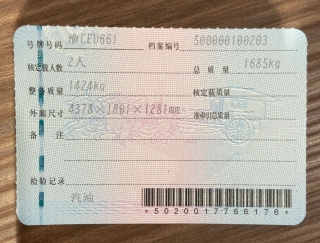 号牌号码 渝CEU661 档案编号 500000100203
核定载人数 2人 总质量 1685kg
整备质量 1424kg 核定载质量
外廓尺寸 4378×1801×1281mm 准牵引总质量
备注
检验记录
汽油
*5020017766176*